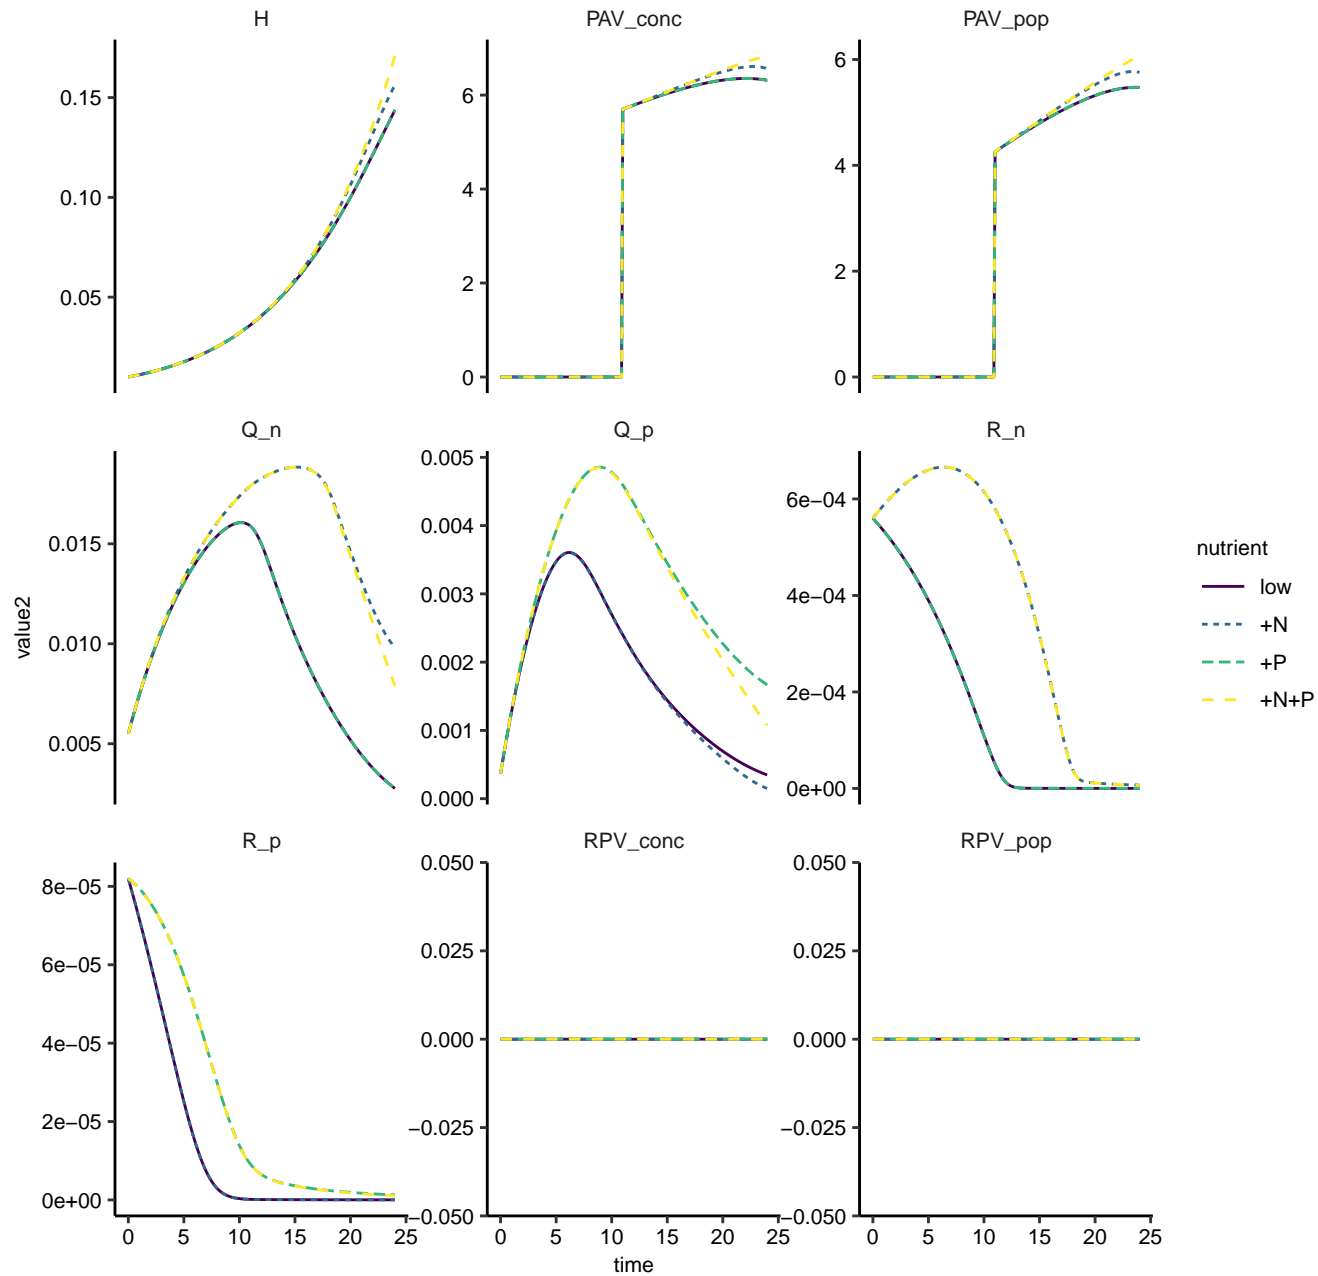 H
PAV_conc
PAV_pop
0.15
0.10
0.05
6
4
2
0
6
4
2
0
Q_n
Q_p
R_n
0.015
0.010
0.005
0.005
0.004
0.003
0.002
0.001
0.000
6e−04
4e−04
2e−04
0e+00
value2
nutrient
low
+N
+P
+N+P
R_p
RPV_conc
RPV_pop
8e−05
6e−05
4e−05
2e−05
0e+00
0.050
0.025
0.000
−0.025
−0.050
0.050
0.025
0.000
−0.025
−0.050
0 5 10 15 20 25
0 5 10 15 20 25
0 5 10 15 20 25
time